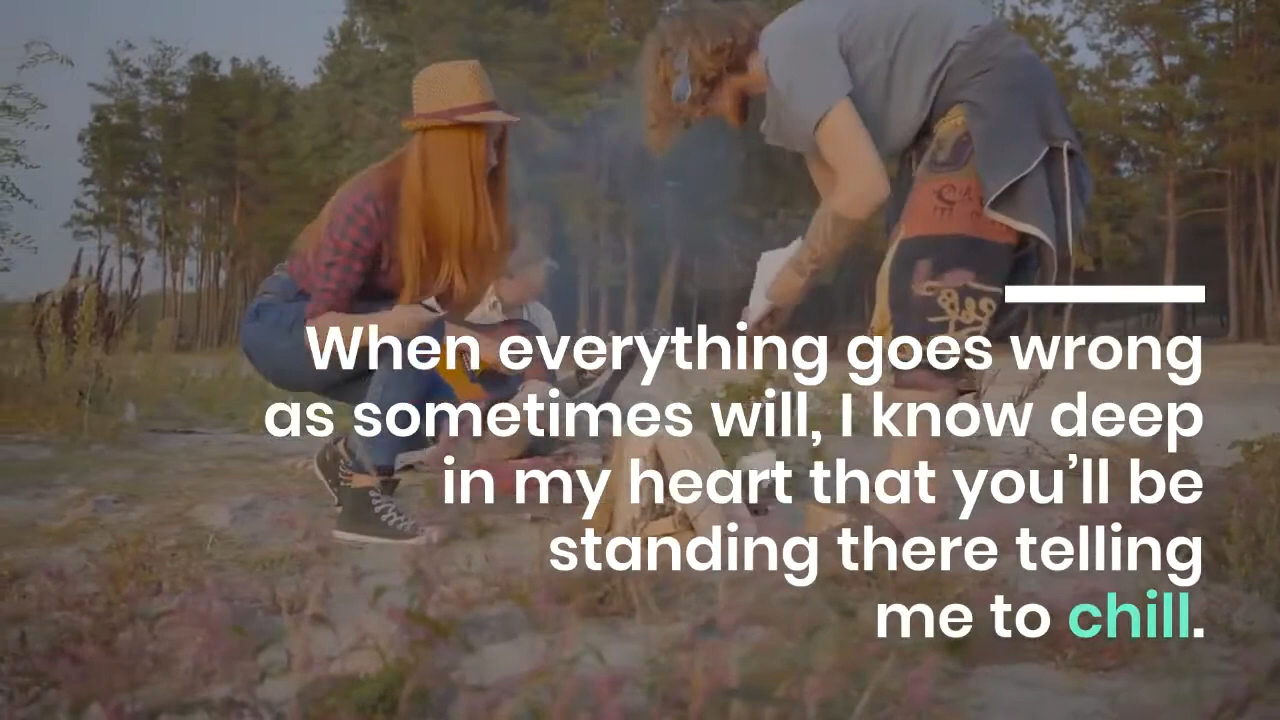 When everything goes wrong
as sometimes will, I know deep
in my heart that you’ll be
standing there telling
me to chill.